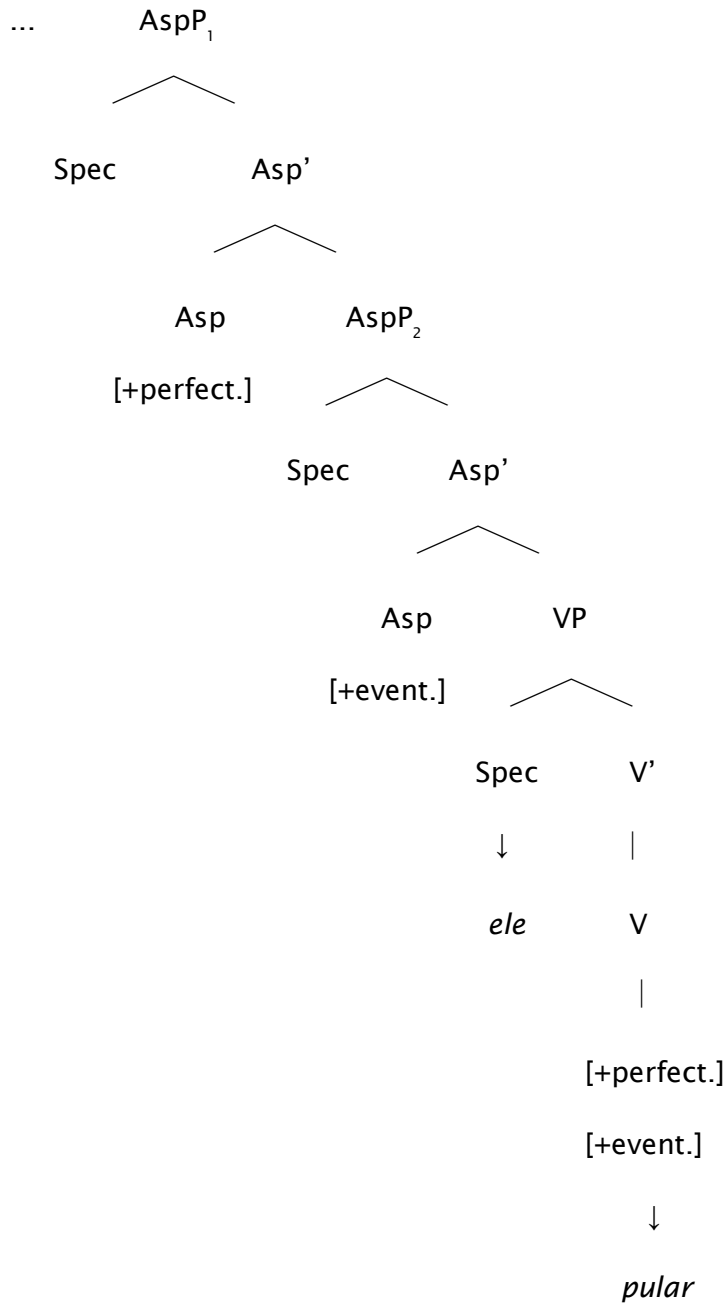 ... AspP₁
Spec Asp’
Asp AspP₂
[+perfect.]
Spec Asp’
Asp VP
[+event.]
Spec V’
↓ |
ele V
|
[+perfect.]
[+event.]
↓
pular